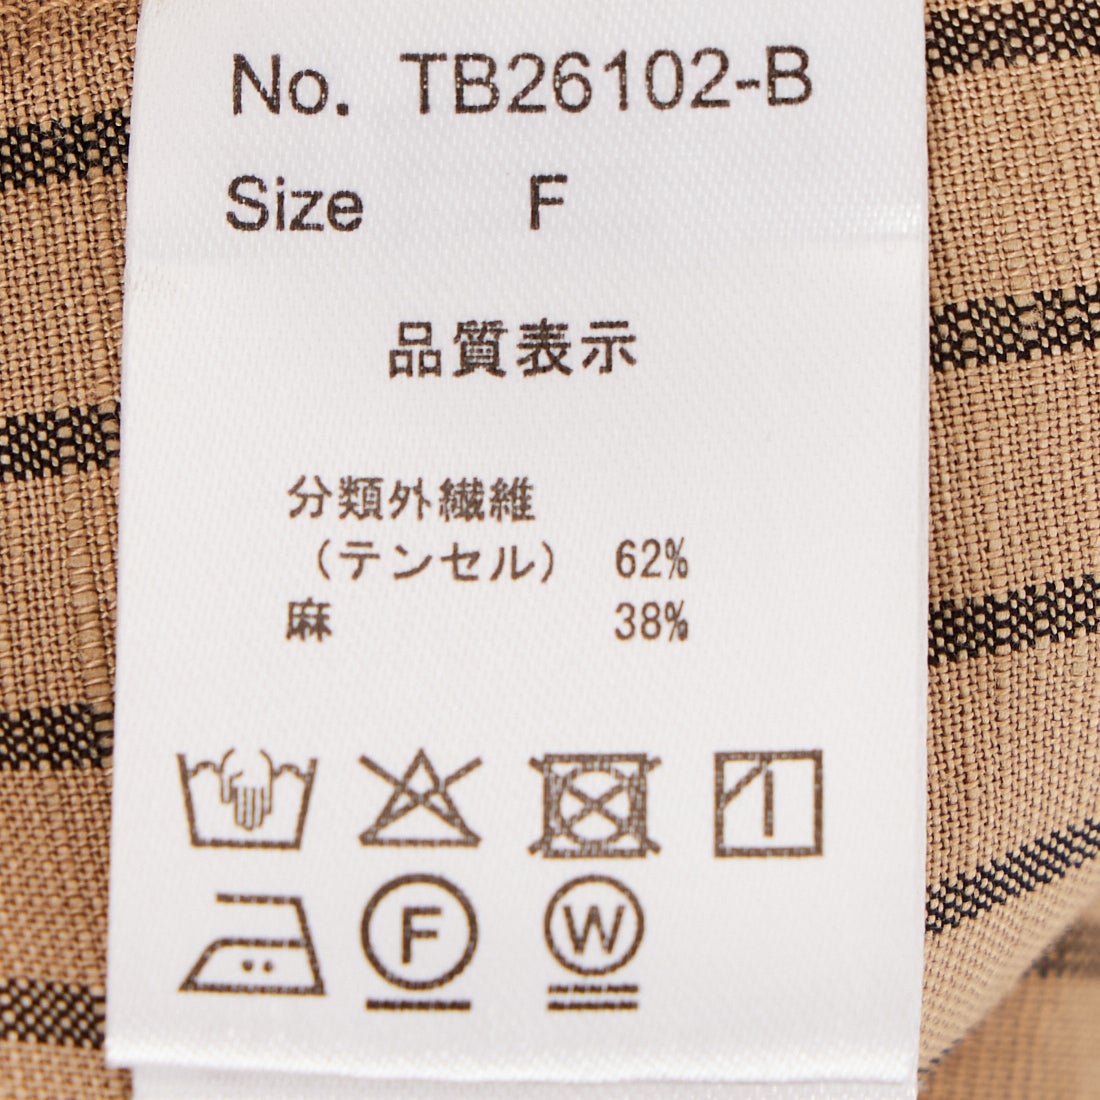 No. TB26102-B
Size F
品質表示
分類外繊維
（テンセル） 62%
麻 38%
F
W